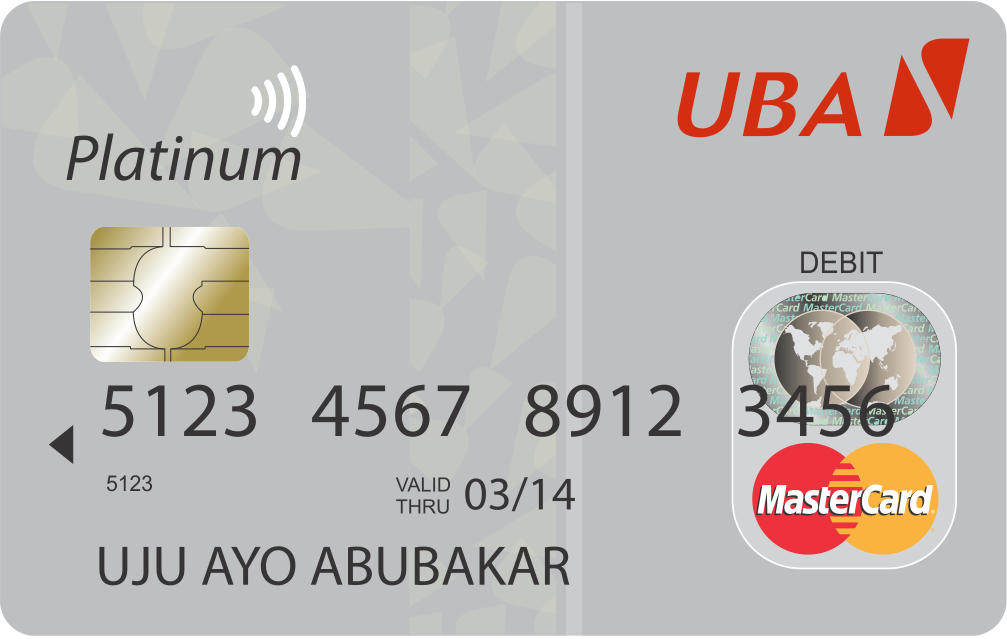 UBA
Platinum
DEBIT
5123 4567 8912 3456
5123
VALID THRU 03/14
MasterCard
UJU AYO ABUBAKAR